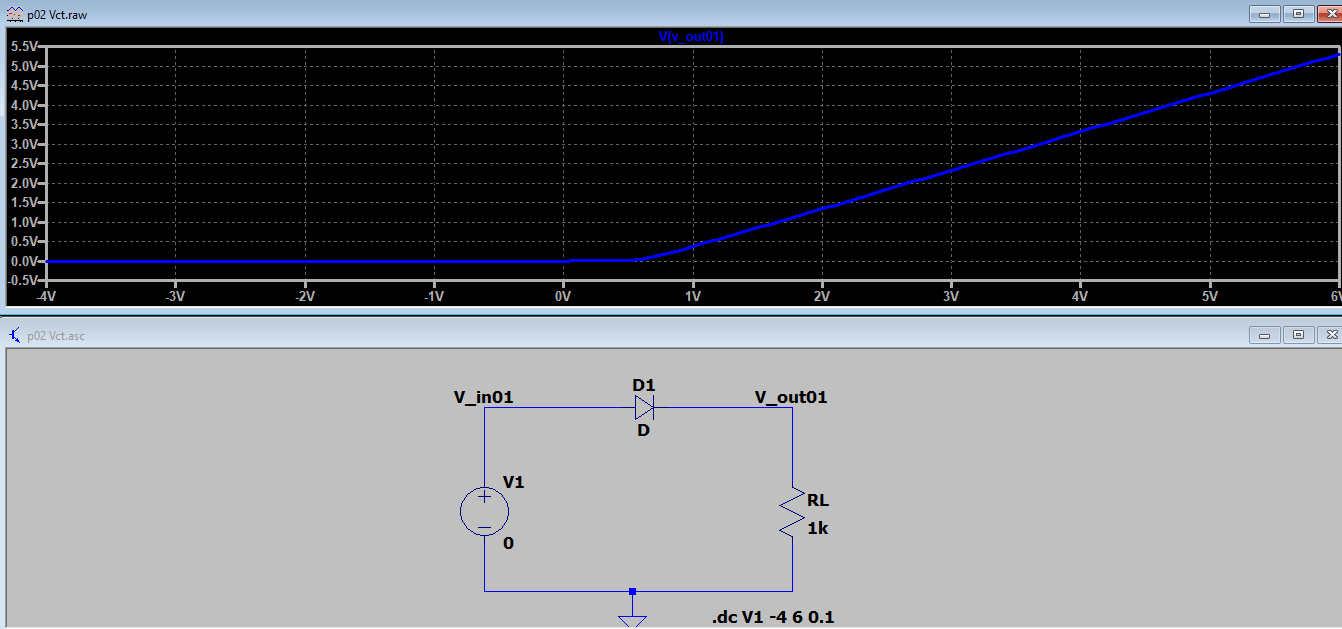 p02 Vct.raw
V(v_out01)
5.5V
5.0V
4.5V
4.0V
3.5V
3.0V
2.5V
2.0V
1.5V
1.0V
0.5V
0.0V
-0.5V
-4V -3V -2V -1V 0V 1V 2V 3V 4V 5V 6V
p02 Vct.asc
D1
V_in01 V_out01
D
V1
RL
1k
0
.dc V1 -4 6 0.1